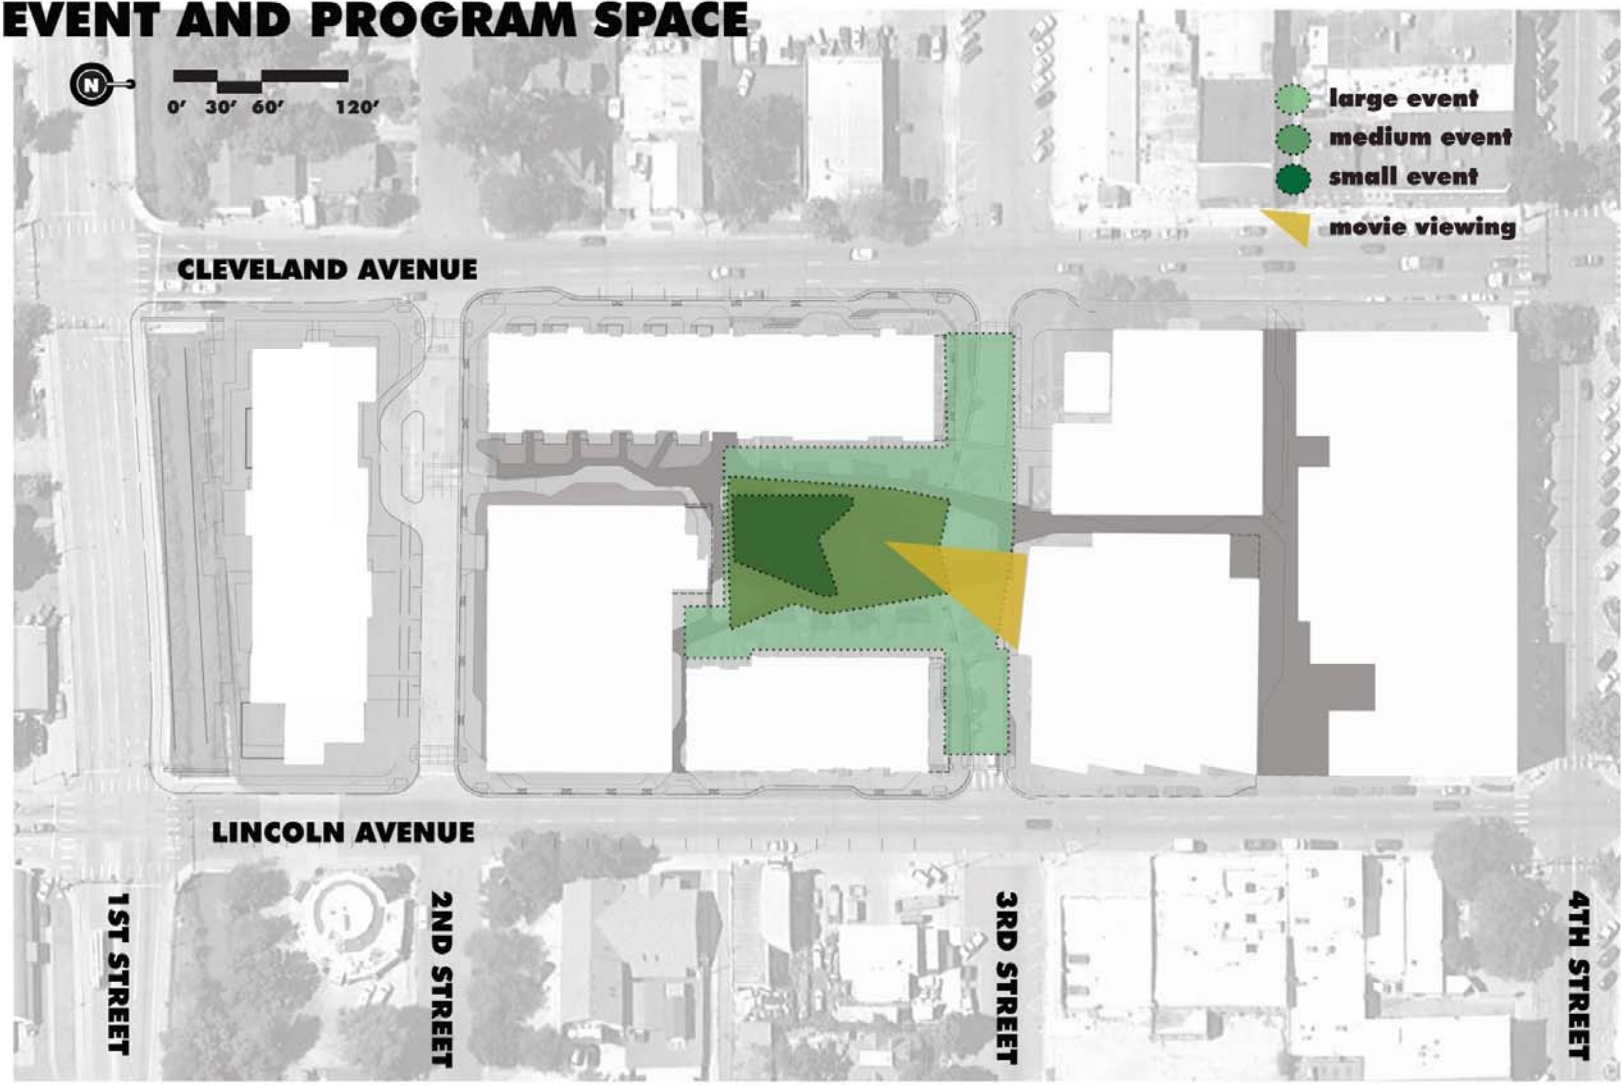 EVENT AND PROGRAM SPACE
N
0' 30' 60' 120'
large event
medium event
small event
movie viewing
CLEVELAND AVENUE
LINCOLN AVENUE
1ST STREET
2ND STREET
3RD STREET
4TH STREET